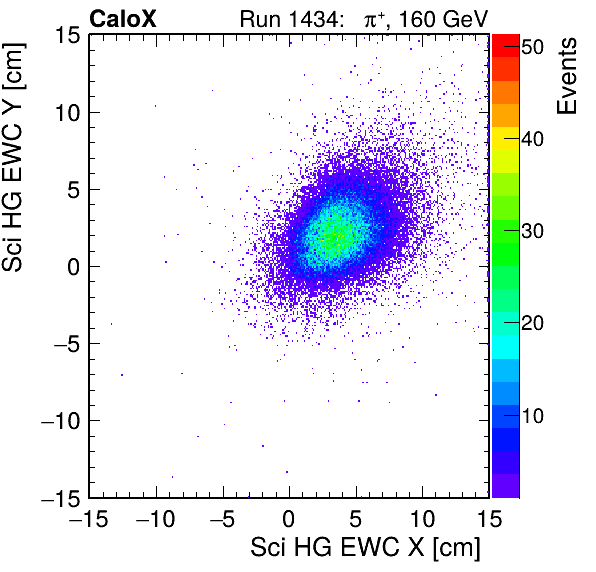 CaloX Run 1434: π⁺, 160 GeV
Sci HG EWC Y [cm]
15
10
5
0
−5
−10
−15
−15 −10 −5 0 5 10 15
Sci HG EWC X [cm]
Events
50
40
30
20
10